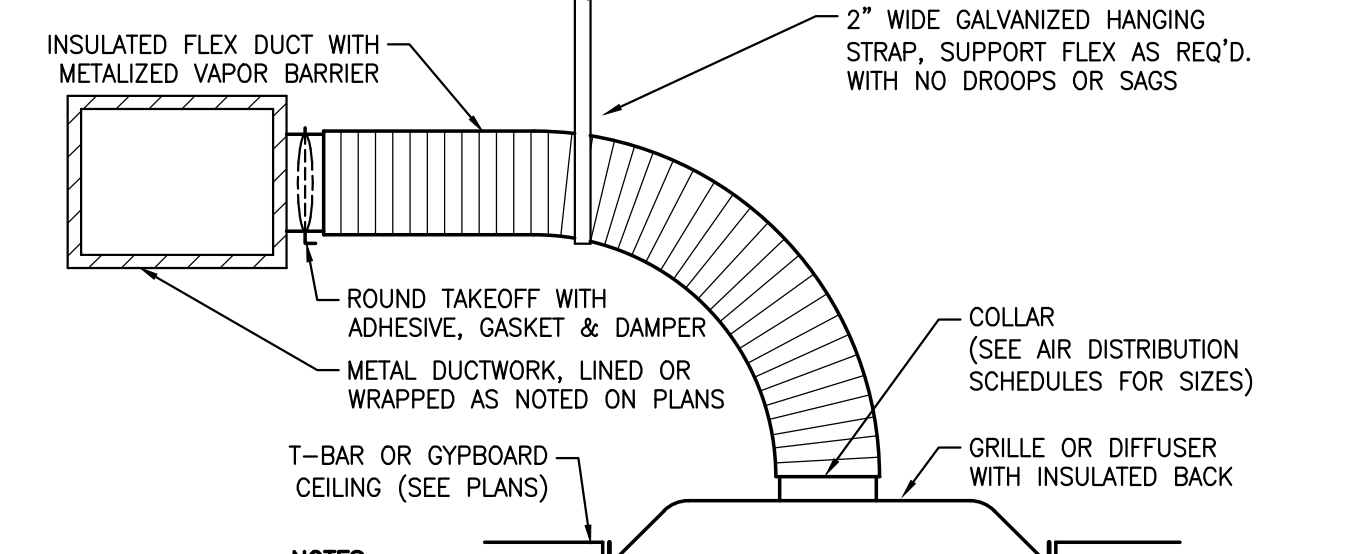 INSULATED FLEX DUCT WITH
METALIZED VAPOR BARRIER
2" WIDE GALVANIZED HANGING
STRAP, SUPPORT FLEX AS REQ'D.
WITH NO DROOPS OR SAGS
ROUND TAKEOFF WITH
ADHESIVE, GASKET & DAMPER
METAL DUCTWORK, LINED OR
WRAPPED AS NOTED ON PLANS
COLLAR
(SEE AIR DISTRIBUTION
SCHEDULES FOR SIZES)
T-BAR OR GYPBOARD
CEILING (SEE PLANS)
GRILLE OR DIFFUSER
WITH INSULATED BACK
NOTES